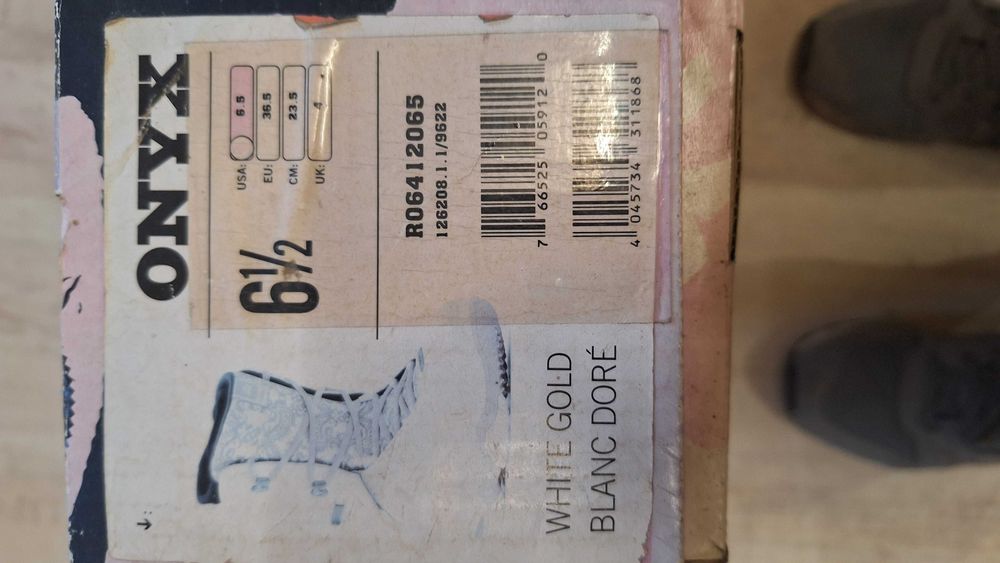 ONYX
6½
USA: 6.5
EU: 36.5
CM: 23.5
UK: 4
R06412065
126208.1.1/9622
7 66525 05912 0
4 045734 311868
WHITE GOLD
BLANC DORÉ